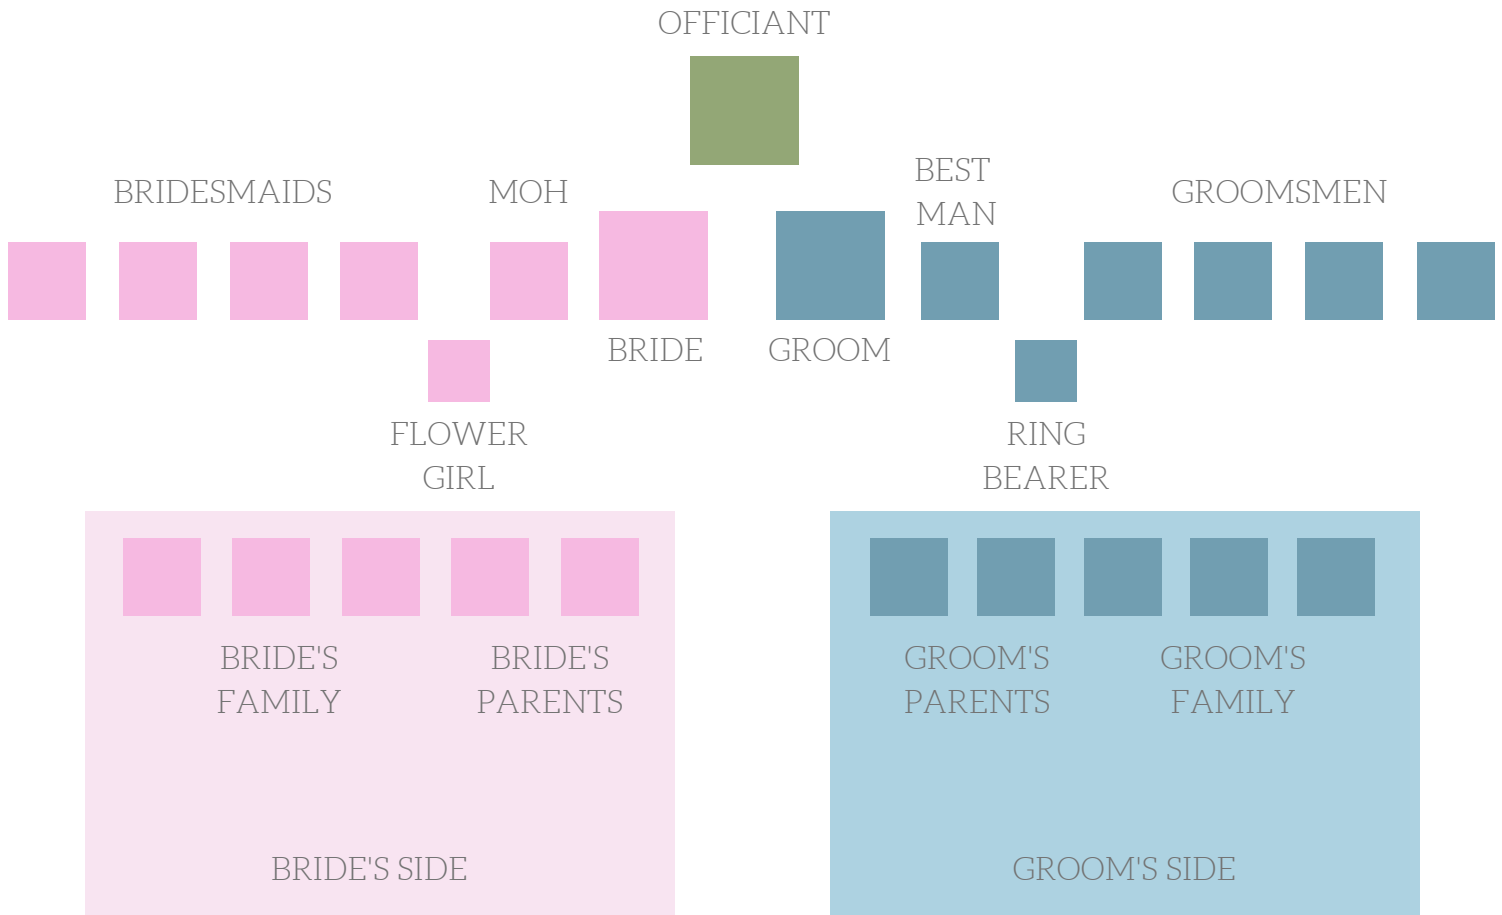 OFFICIANT
BRIDESMAIDS
MOH
BEST
MAN
GROOMSMEN
BRIDE
GROOM
FLOWER
GIRL
RING
BEARER
BRIDE'S
FAMILY
BRIDE'S
PARENTS
GROOM'S
PARENTS
GROOM'S
FAMILY
BRIDE'S SIDE
GROOM'S SIDE